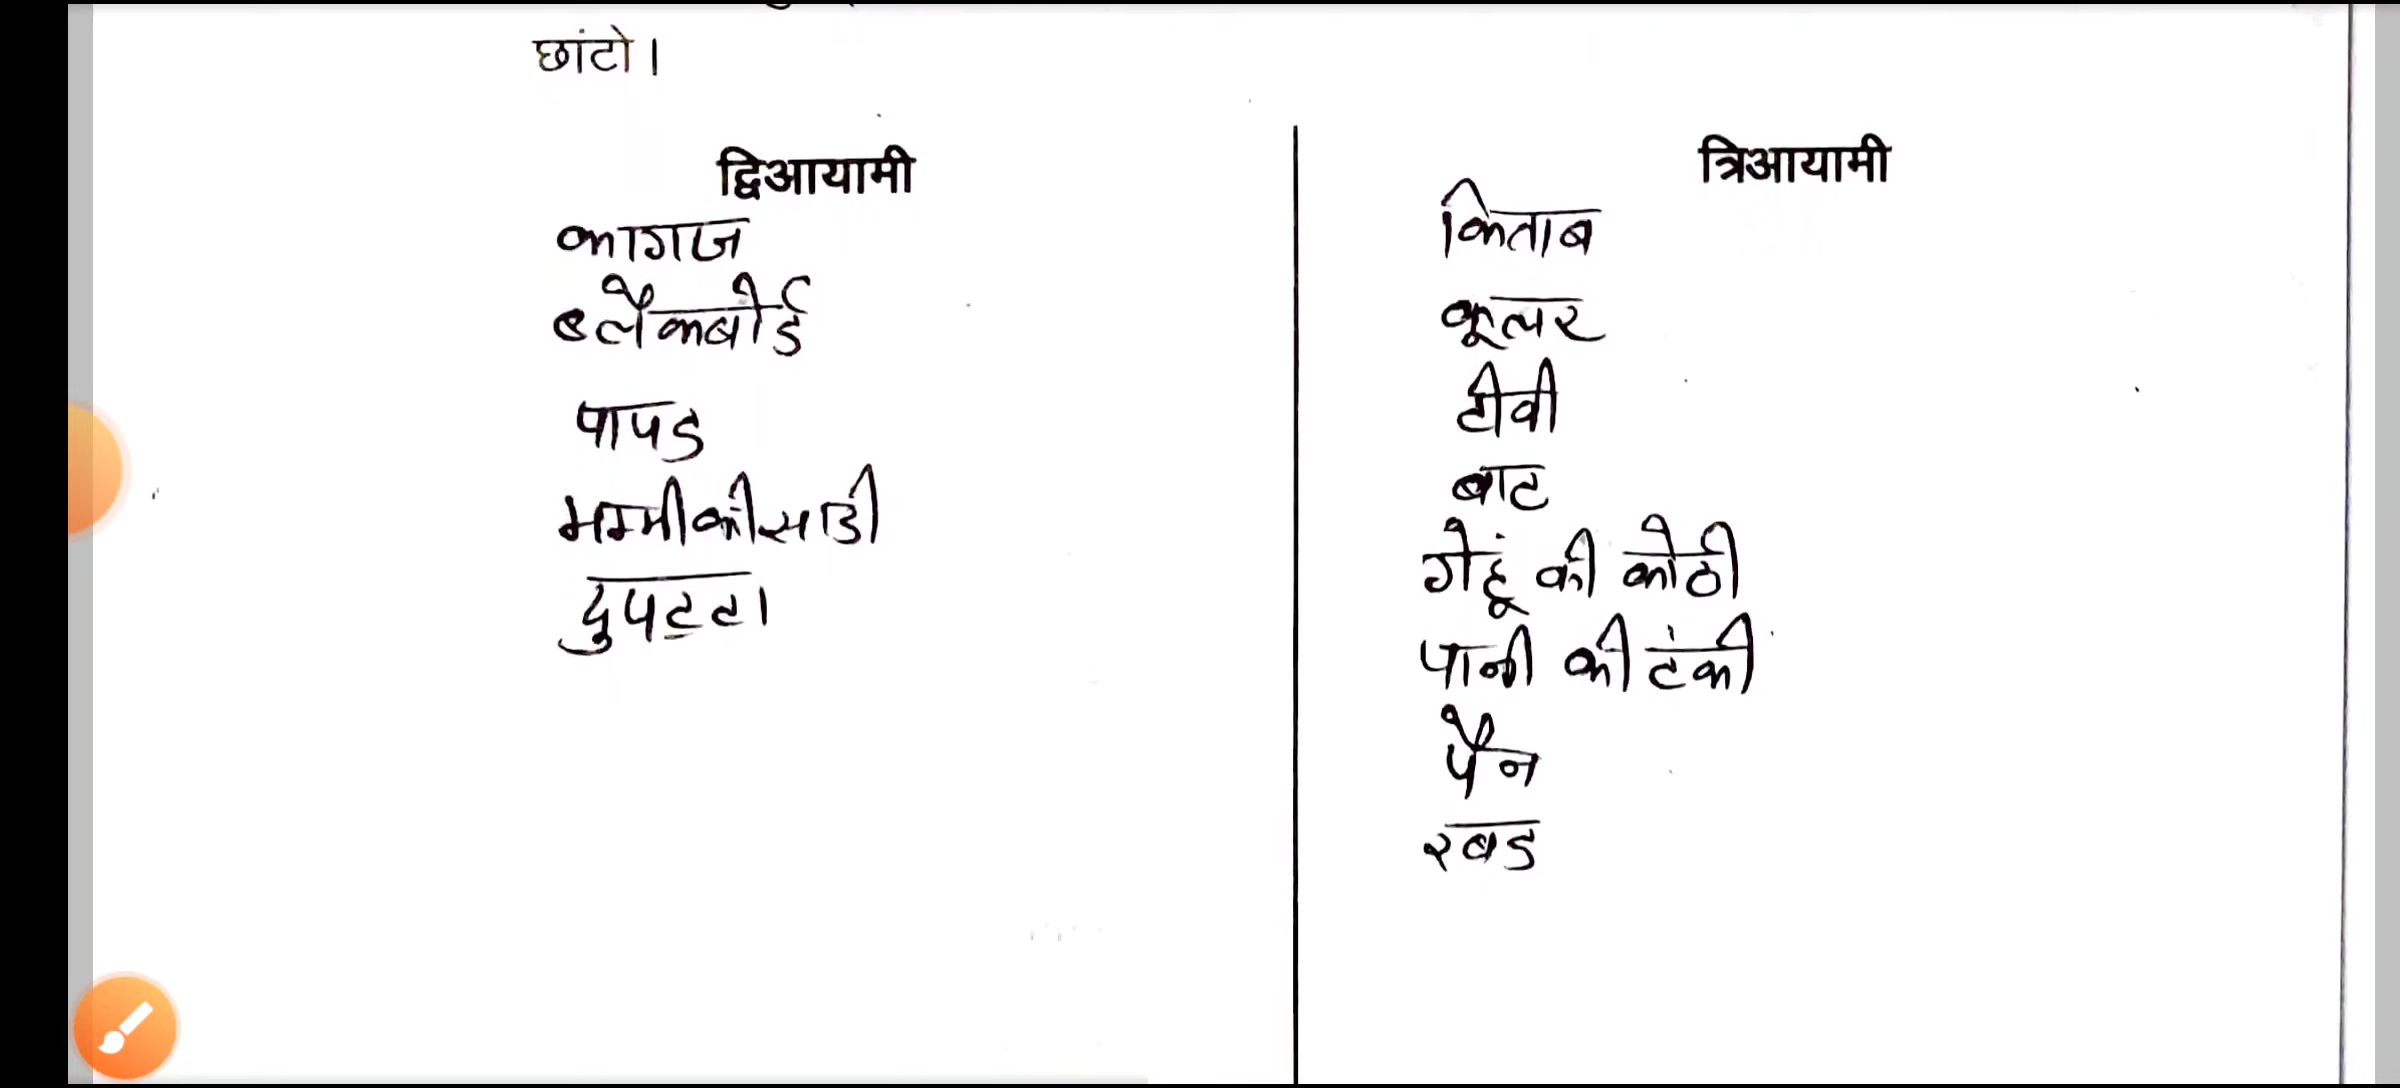 छांटो।
द्विआयामी
कागज
ब्लैकबोर्ड
पापड
मम्मी की साडी
दुपट्टा
त्रिआयामी
किताब
कूलर
टीवी
बाट
गेहूं की कोठी
पानी की टंकी
पैन
रबड